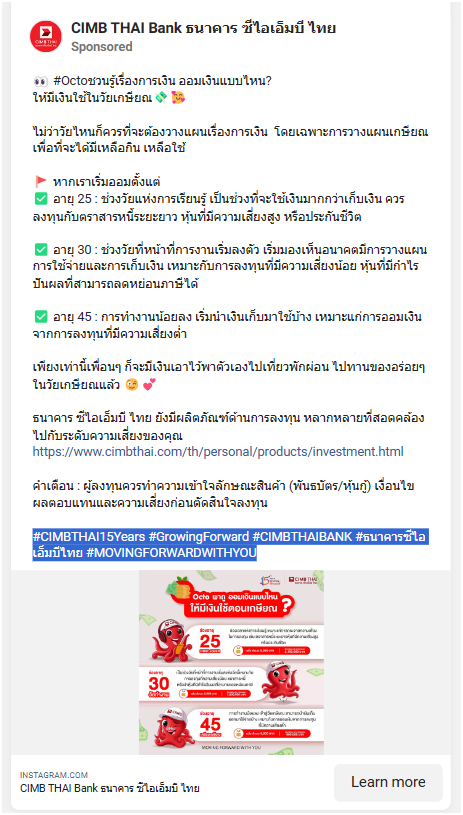 CIMB THAI Bank ธนาคาร ซีไอเอ็มบี ไทย
Sponsored
👀 #Octoชวนรู้เรื่องการเงิน ออมเงินแบบไหน?
ให้มีเงินใช้ในวัยเกษียณ 💸 🥰
ไม่ว่าวัยไหนก็ควรที่จะต้องวางแผนเรื่องการเงิน โดยเฉพาะการวางแผนเกษียณ
เพื่อที่จะได้มีเหลือกิน เหลือใช้
🚩 หากเราเริ่มออมตั้งแต่
✅ อายุ 25 : ช่วงวัยแห่งการเรียนรู้ เป็นช่วงที่จะใช้เงินมากกว่าเก็บเงิน ควร
ลงทุนกับตราสารหนี้ระยะยาว หุ้นที่มีความเสี่ยงสูง หรือประกันชีวิต
✅ อายุ 30 : ช่วงวัยที่หน้าที่การงานเริ่มลงตัว เริ่มมองเห็นอนาคตมีการวางแผน
การใช้จ่ายและการเก็บเงิน เหมาะกับการลงทุนที่มีความเสี่ยงน้อย หุ้นที่มีกำไร
ปันผลที่สามารถลดหย่อนภาษีได้
✅ อายุ 45 : การทำงานน้อยลง เริ่มนำเงินเก็บมาใช้บ้าง เหมาะแก่การออมเงิน
จากการลงทุนที่มีความเสี่ยงต่ำ
เพียงเท่านี้เพื่อนๆ ก็จะมีเงินเอาไว้พาตัวเองไปเที่ยวพักผ่อน ไปทานของอร่อยๆ
ในวัยเกษียณแล้ว 😉 💕
ธนาคาร ซีไอเอ็มบี ไทย ยังมีผลิตภัณฑ์ด้านการลงทุน หลากหลายที่สอดคล้อง
ไปกับระดับความเสี่ยงของคุณ
https://www.cimbthai.com/th/personal/products/investment.html
คำเตือน : ผู้ลงทุนควรทำความเข้าใจลักษณะสินค้า (พันธบัตร/หุ้นกู้) เงื่อนไข
ผลตอบแทนและความเสี่ยงก่อนตัดสินใจลงทุน
#CIMBTHAI15Years #GrowingForward #CIMBTHAIBANK #ธนาคารซีไอ
เอ็มบีไทย #MOVINGFORWARDWITHYOU
CIMB THAI
Octo พาดู ออมเงินแบบไหน
ให้มีเงินใช้ตอนเกษียณ ?
ช่วงอายุ
25
ช่วงอายุ
30
ช่วงอายุ
45
MOVING FORWARD WITH YOU
INSTAGRAM.COM
CIMB THAI Bank ธนาคาร ซีไอเอ็มบี ไทย
Learn more